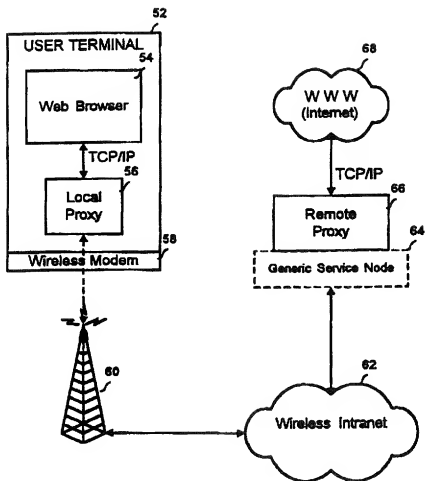 52
USER TERMINAL
54
Web Browser
TCP/IP
56
Local
Proxy
58
Wireless Modem
60
68
W W W
(Internet)
TCP/IP
66
Remote
Proxy
64
Generic Service Node
62
Wireless Intranet